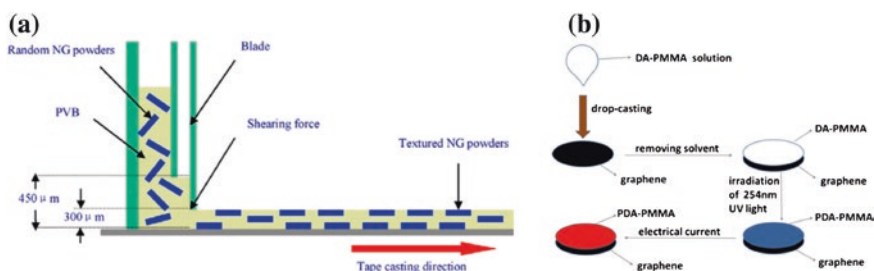 (a)
Random NG powders
PVB
Blade
Shearing force
Textured NG powders
450 μm
300 μm
Tape casting direction
(b)
DA-PMMA solution
drop-casting
removing solvent
graphene
DA-PMMA
graphene
irradiation
of 254nm
UV light
PDA-PMMA
graphene
electrical current
PDA-PMMA
graphene